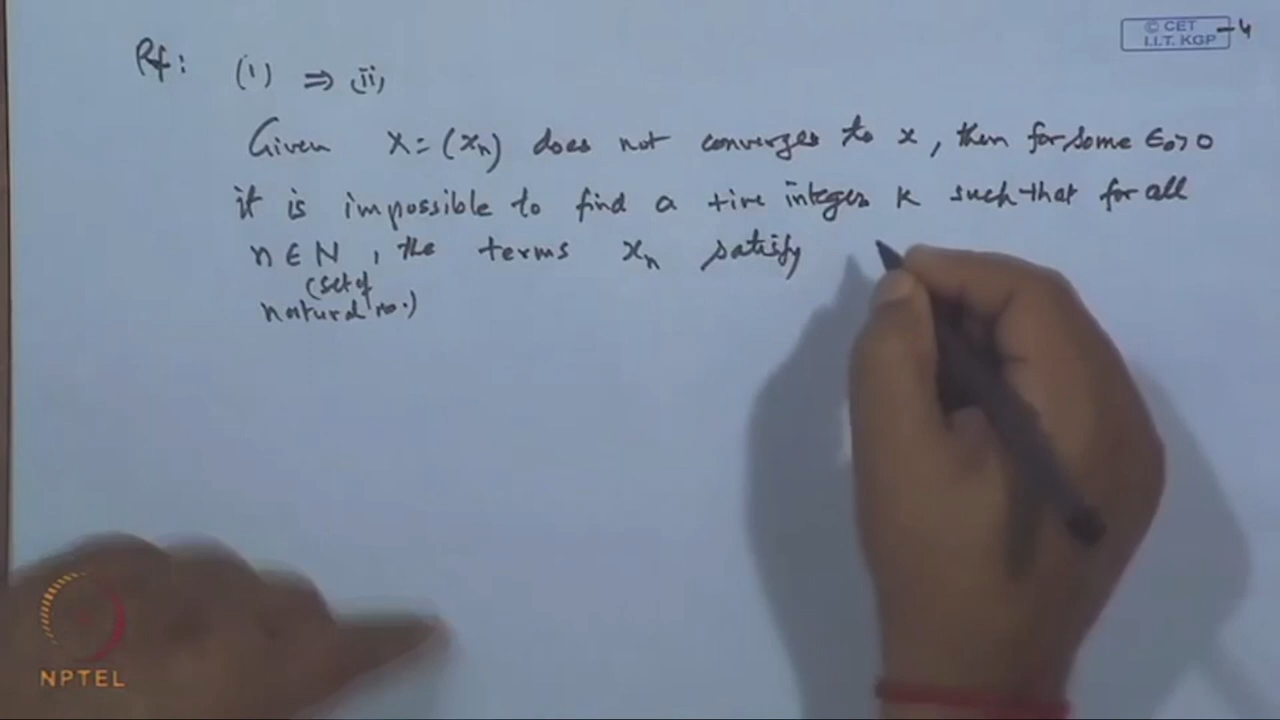 © CET
I.I.T. KGP
-4
Pf: (i) ⇒ (ii)
Given X = (xₙ) does not converges to x, then for some ϵ₀>0
it is impossible to find a +ive integer K such that for all
n ∈ N, the terms xₙ satisfy
(set of
natural no.)
NPTEL